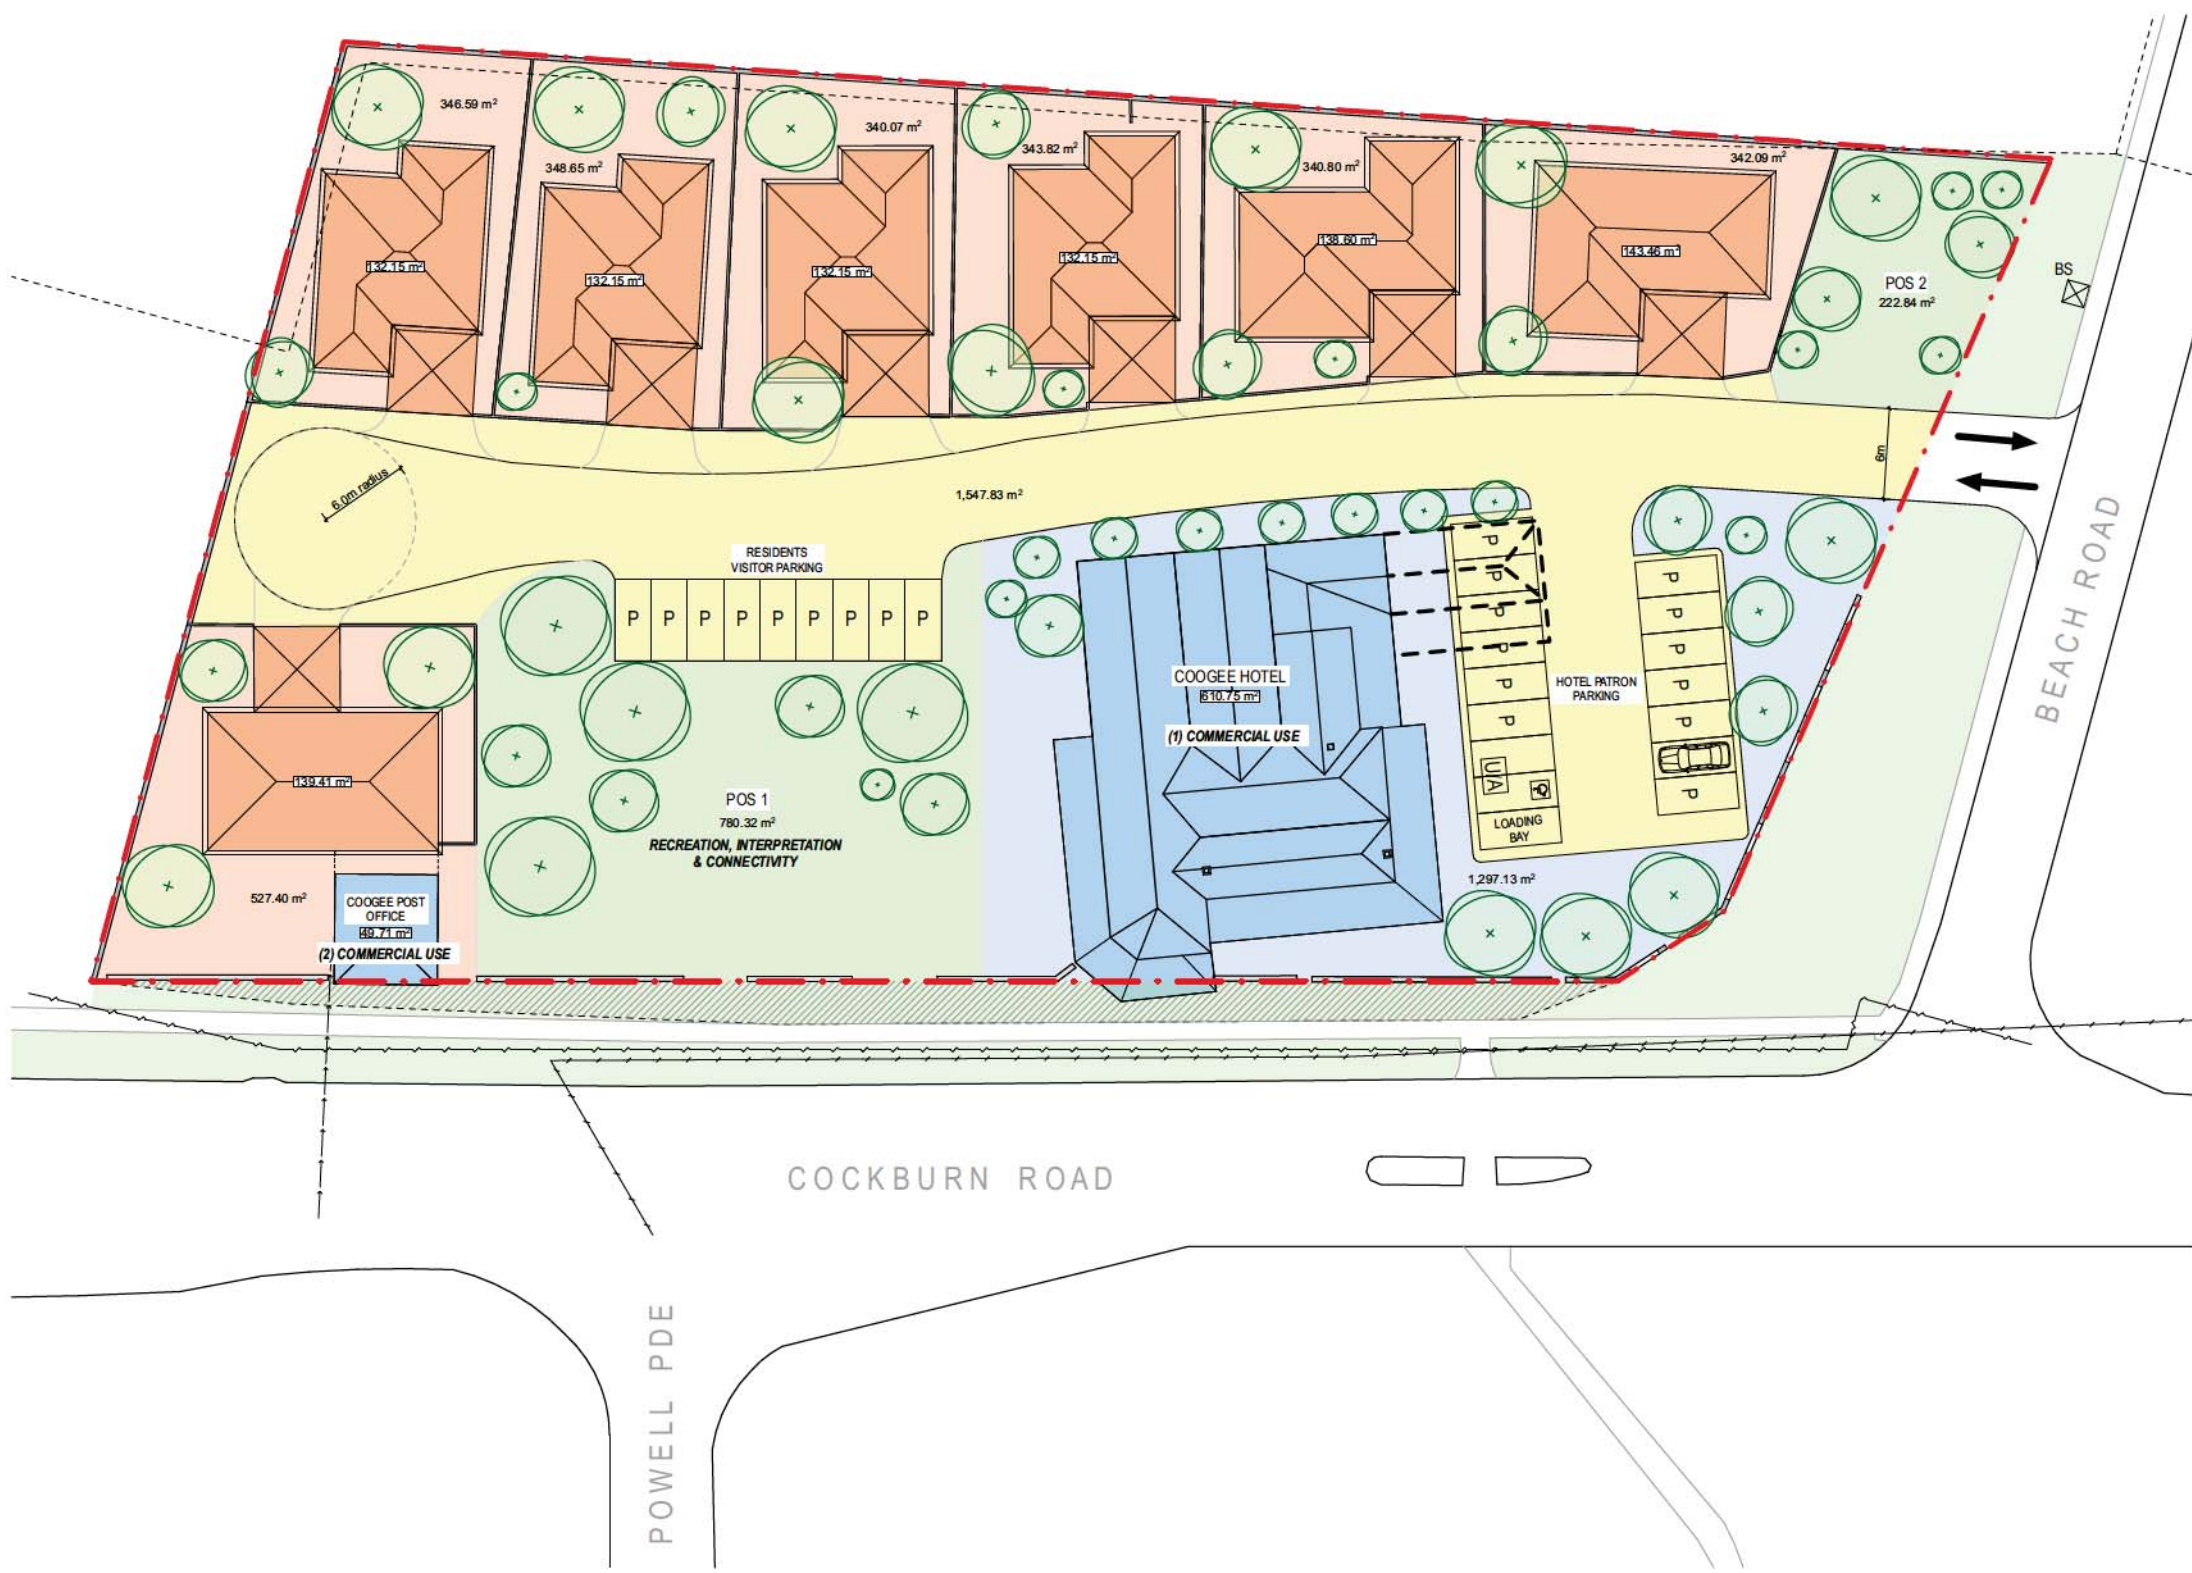 346.59 m²
340.07 m²
343.82 m²
348.65 m²
340.80 m²
342.09 m²
132.15 m²
132.15 m²
132.15 m²
132.15 m²
138.60 m²
143.46 m²
BS
POS 2
222.84 m²
6.0m radius
6m
1,547.83 m²
RESIDENTS
VISITOR PARKING
P P P P P P P P P
COOGEE HOTEL
610.75 m²
(1) COMMERCIAL USE
P
P
P
P
P
P
U/A
LOADING
BAY
HOTEL PATRON
PARKING
P
P
P
P
P
P
1,297.13 m²
BEACH ROAD
139.41 m²
POS 1
780.32 m²
RECREATION, INTERPRETATION
& CONNECTIVITY
527.40 m²
COOGEE POST
OFFICE
49.71 m²
(2) COMMERCIAL USE
COCKBURN ROAD
POWELL PDE